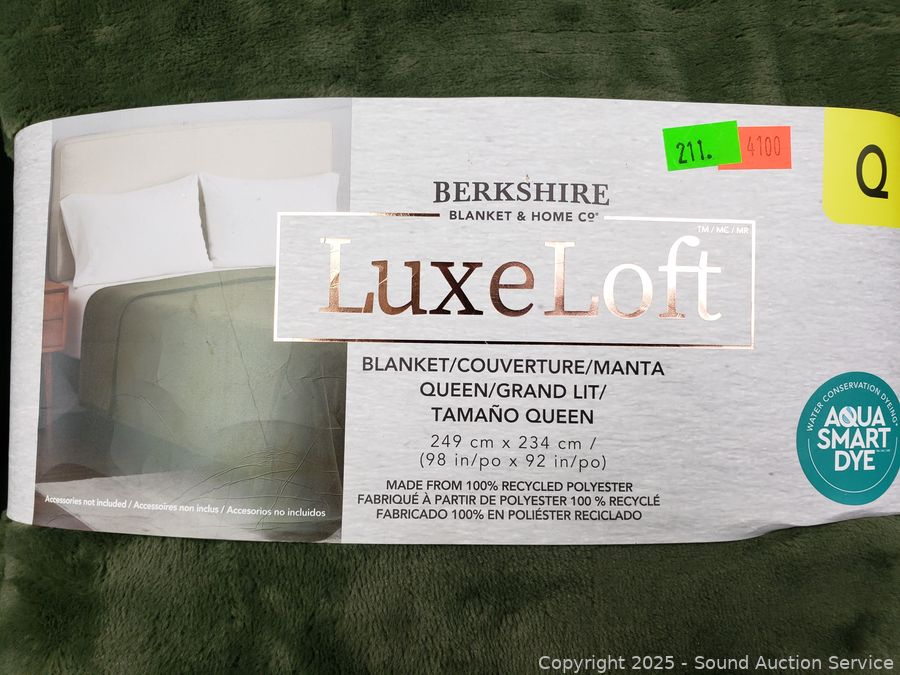 211.
4100
Q
BERKSHIRE
BLANKET & HOME Co
TM / MC / MR
LuxeLoft
BLANKET/COUVERTURE/MANTA
QUEEN/GRAND LIT/
TAMAÑO QUEEN
249 cm x 234 cm /
(98 in/po x 92 in/po)
MADE FROM 100% RECYCLED POLYESTER
FABRIQUÉ À PARTIR DE POLYESTER 100 % RECYCLÉ
FABRICADO 100% EN POLIÉSTER RECICLADO
WATER CONSERVATION DYEING
AQUA
SMART
DYE
Accessories not included / Accessoires non inclus / Accesorios no incluidos
Copyright 2025 - Sound Auction Service